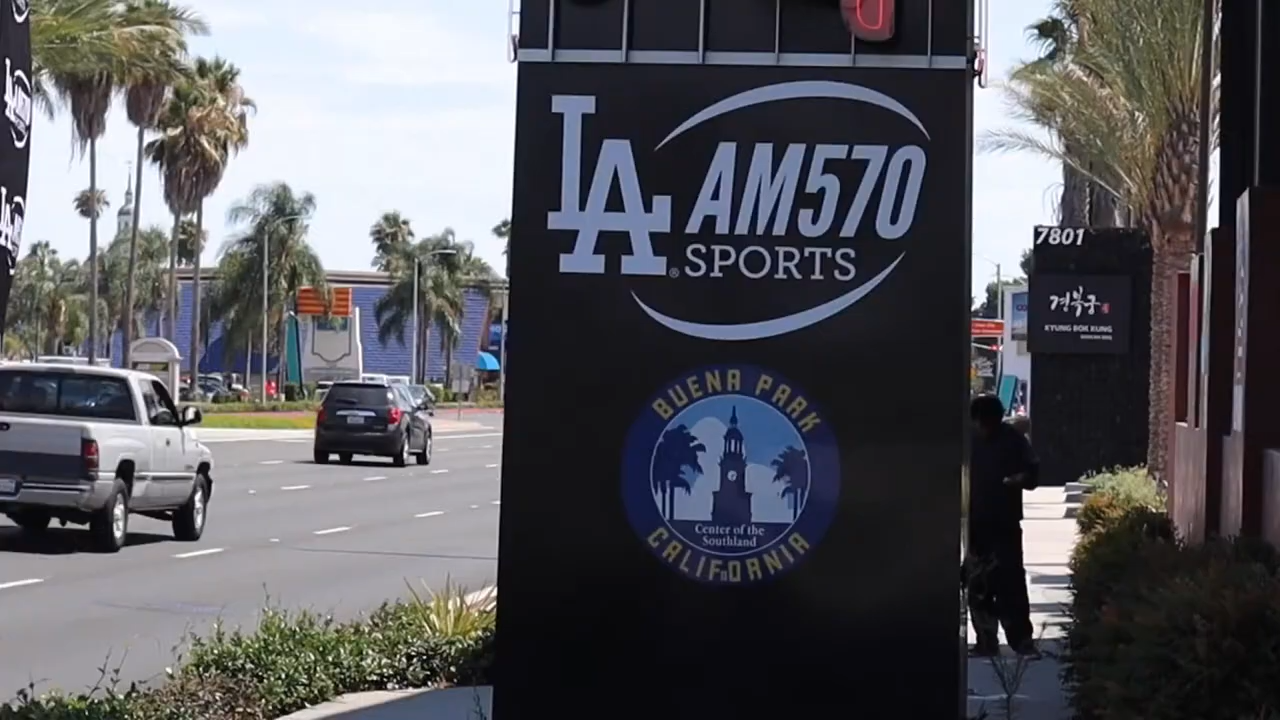 LA AM570
SPORTS
BUENA PARK
Center of the
Southland
CALIFORNIA
7801
경복궁
KYUNG BOK KUNG